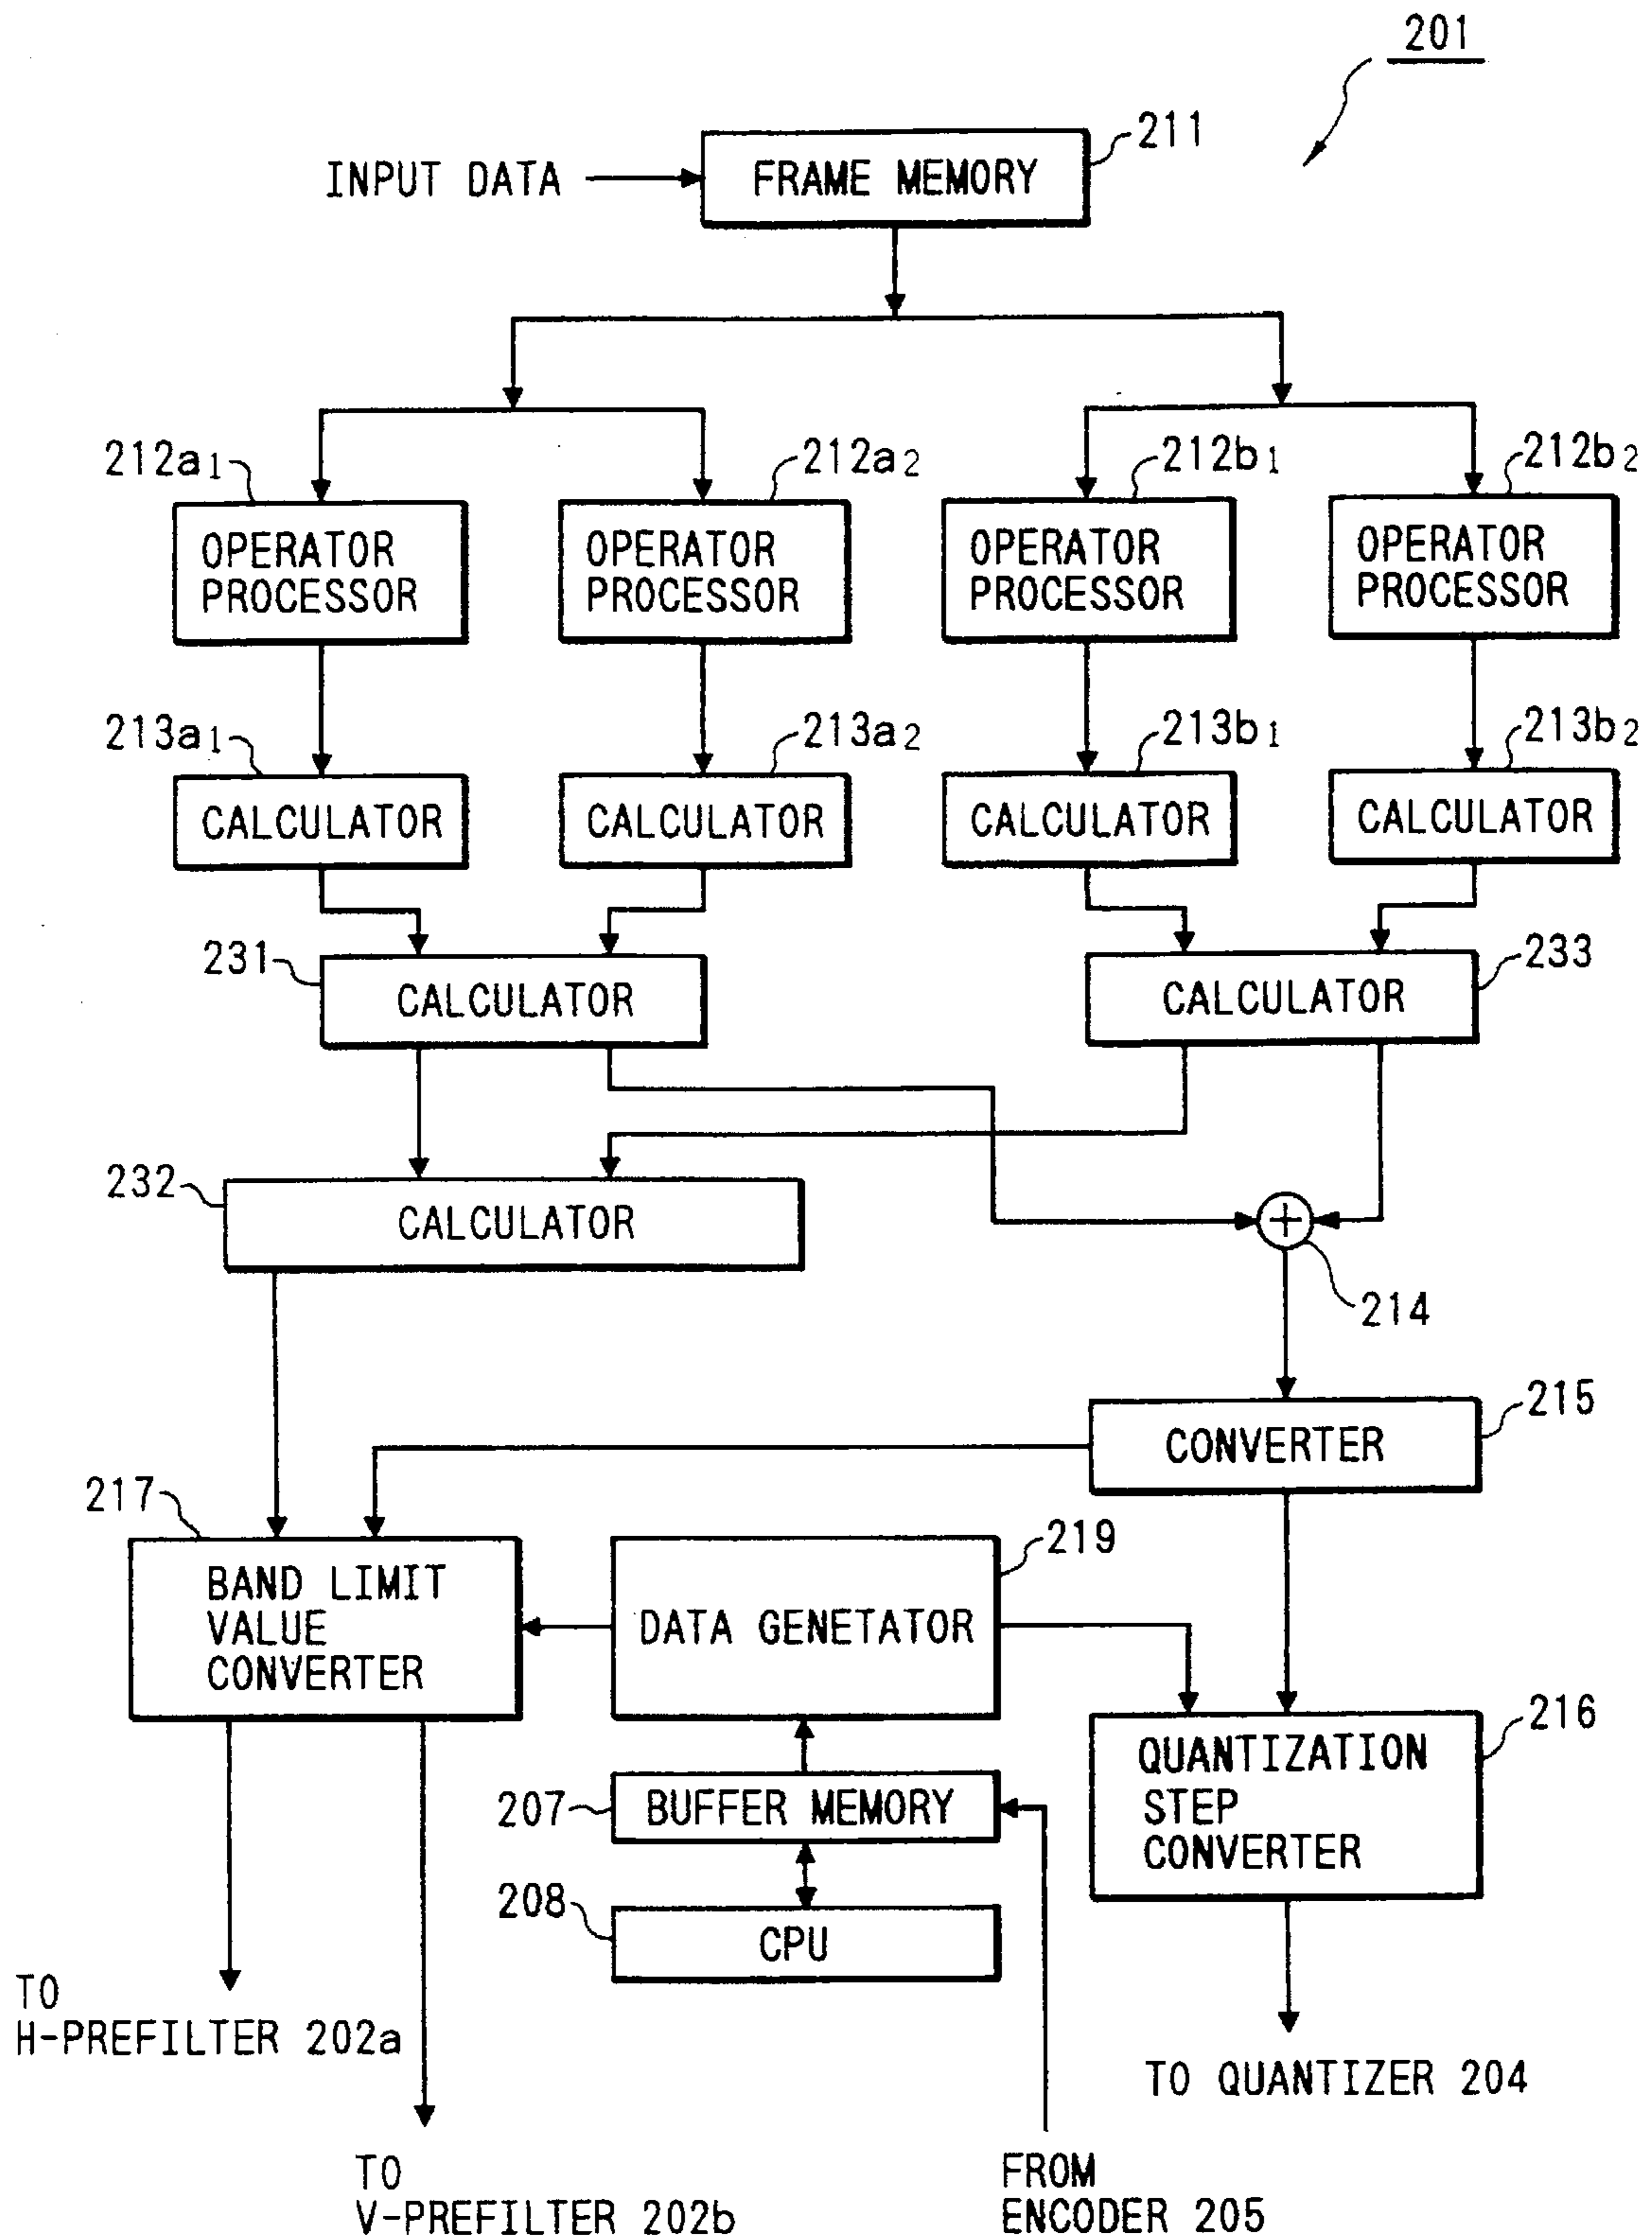 201
211
INPUT DATA
FRAME MEMORY
212a1
212a2
212b1
212b2
OPERATOR
PROCESSOR
OPERATOR
PROCESSOR
OPERATOR
PROCESSOR
OPERATOR
PROCESSOR
213a1
213a2
213b1
213b2
CALCULATOR
CALCULATOR
CALCULATOR
CALCULATOR
231
CALCULATOR
233
CALCULATOR
232
CALCULATOR
+
214
215
CONVERTER
217
BAND LIMIT
VALUE
CONVERTER
219
DATA GENETATOR
216
QUANTIZATION
STEP
CONVERTER
207
BUFFER MEMORY
208
CPU
TO
H-PREFILTER 202a
TO QUANTIZER 204
TO
V-PREFILTER 202b
FROM
ENCODER 205